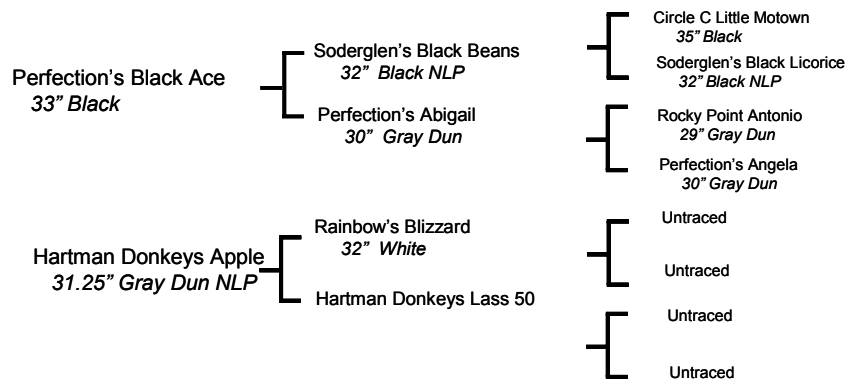 Perfection's Black Ace
33" Black
Soderglen's Black Beans
32" Black NLP
Perfection's Abigail
30" Gray Dun
Circle C Little Motown
35" Black
Soderglen's Black Licorice
32" Black NLP
Rocky Point Antonio
29" Gray Dun
Perfection's Angela
30" Gray Dun
Hartman Donkeys Apple
31.25" Gray Dun NLP
Rainbow's Blizzard
32" White
Hartman Donkeys Lass 50
Untraced
Untraced
Untraced
Untraced